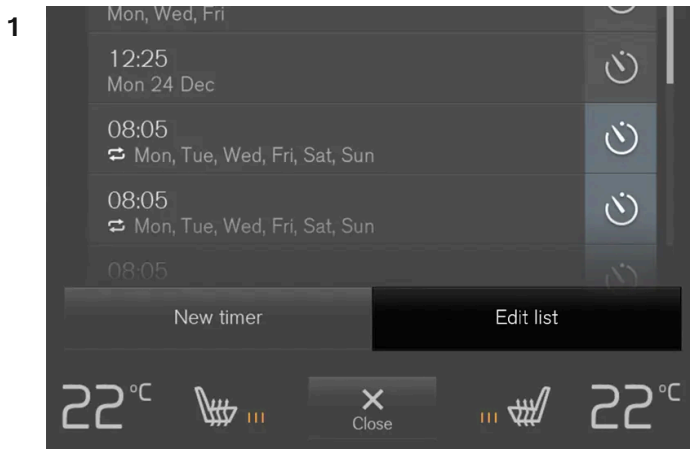 1
Mon, Wed, Fri
12:25
Mon 24 Dec
08:05
Mon, Tue, Wed, Fri, Sat, Sun
08:05
Mon, Tue, Wed, Fri, Sat, Sun
08:05
New timer Edit list
22°C 22°C
Close